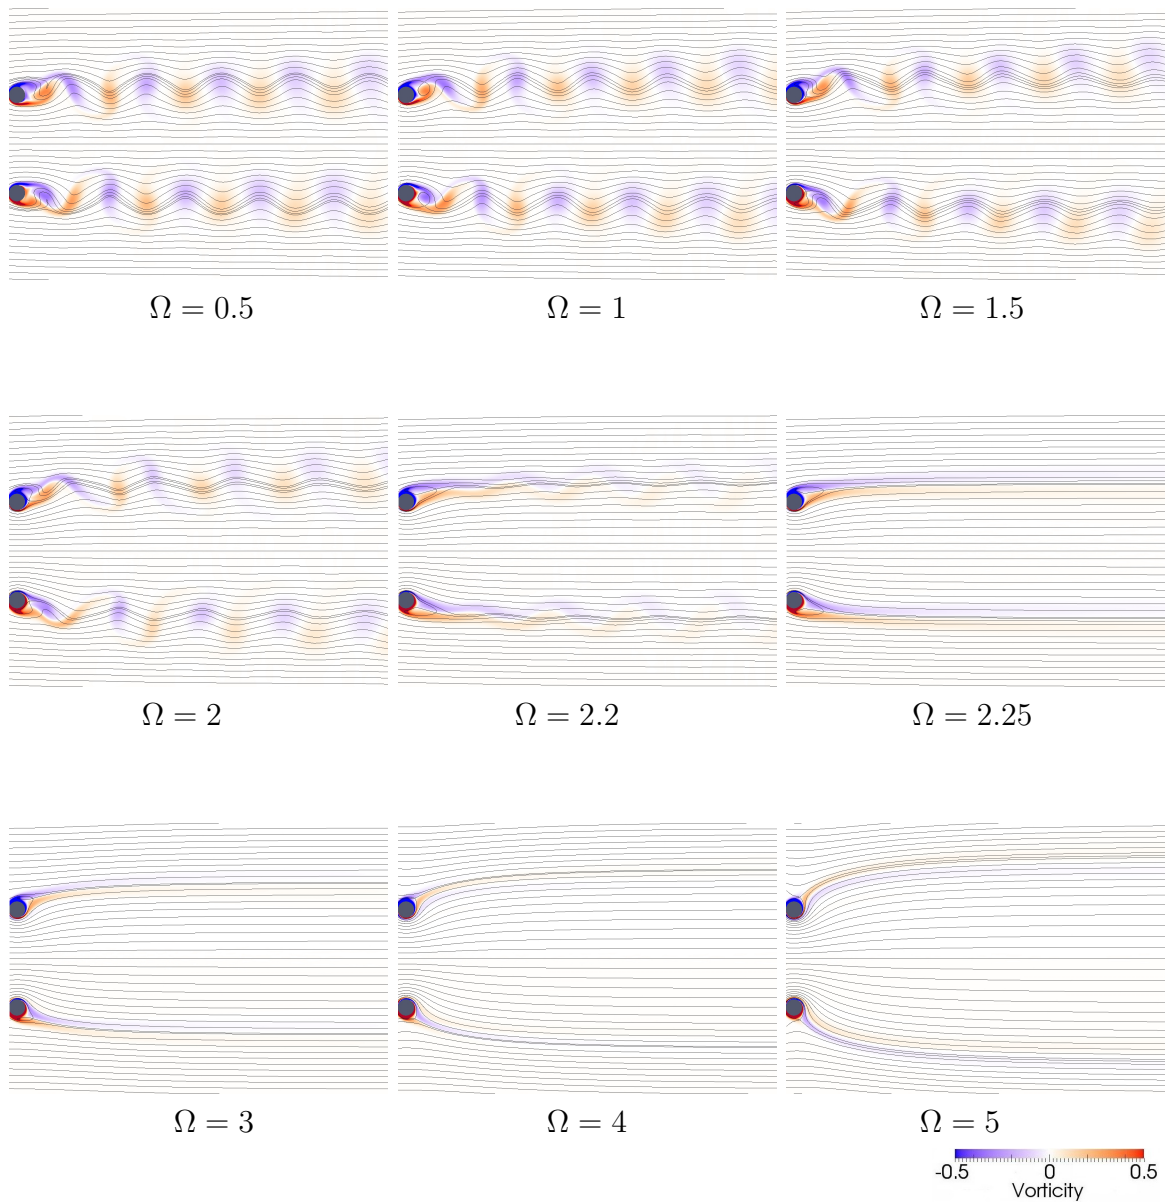 Ω = 0.5 Ω = 1 Ω = 1.5
Ω = 2 Ω = 2.2 Ω = 2.25
Ω = 3 Ω = 4 Ω = 5
-0.5 0 0.5
Vorticity